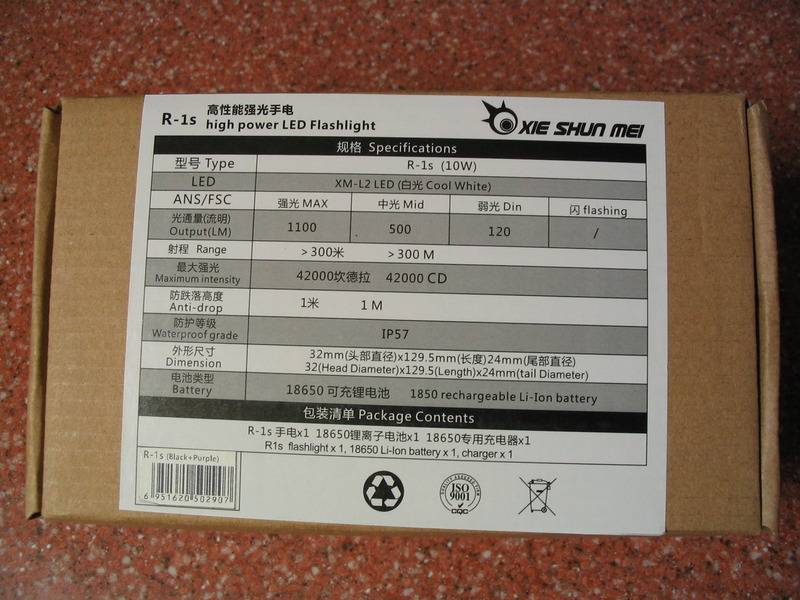 R-1s 高性能强光手电
high power LED Flashlight
XIE SHUN MEI
规格 Specifications
型号 Type R-1s (10W)
LED XM-L2 LED (白光 Cool White)
ANS/FSC 强光 MAX 中光 Mid 弱光 Din 闪 flashing
光通量(流明)
Output(LM) 1100 500 120 /
射程 Range >300米 >300 M
最大强光
Maximum intensity 42000坎德拉 42000 CD
防跌落高度
Anti-drop 1米 1 M
防护等级
Waterproof grade IP57
外形尺寸
Dimension 32mm(头部直径)x129.5mm(长度)24mm(尾部直径)
32(Head Diameter)x129.5(Length)x24mm(tail Diameter)
电池类型
Battery 18650 可充锂电池 1850 rechargeable Li-Ion battery
包装清单 Package Contents
R-1s 手电x1 18650锂离子电池x1 18650专用充电器x1
R1s flashlight x 1, 18650 Li-Ion battery x 1, charger x 1
R-1s (Black+Purple)
6 951620 502907
ISO
9001
CQC